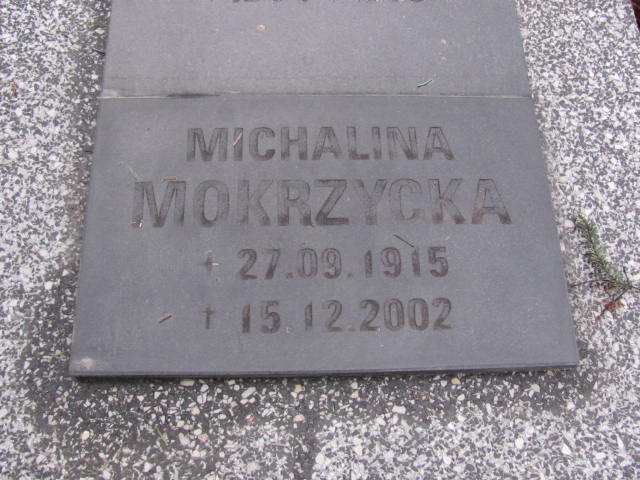 MICHALINA
MOKRZYCKA
* 27.09.1915
† 15.12.2002